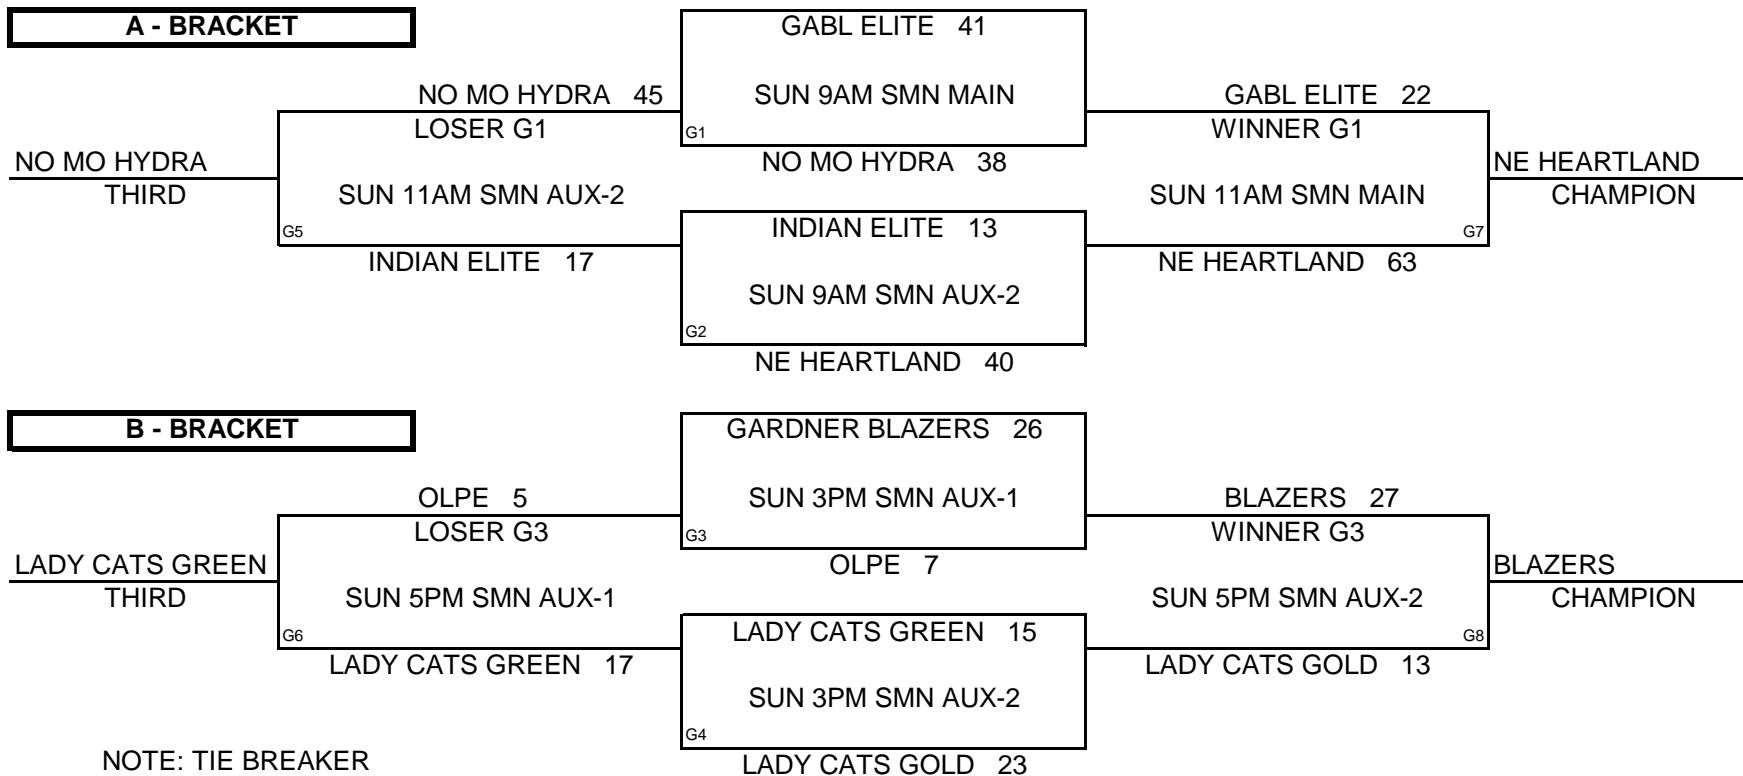 A - BRACKET
GABL ELITE 41
NO MO HYDRA 45
SUN 9AM SMN MAIN
GABL ELITE 22
LOSER G1
G1
WINNER G1
NO MO HYDRA
NO MO HYDRA 38
NE HEARTLAND
THIRD
SUN 11AM SMN AUX-2
SUN 11AM SMN MAIN
CHAMPION
G5
INDIAN ELITE 13
G7
INDIAN ELITE 17
NE HEARTLAND 63
SUN 9AM SMN AUX-2
G2
NE HEARTLAND 40
B - BRACKET
GARDNER BLAZERS 26
OLPE 5
SUN 3PM SMN AUX-1
BLAZERS 27
LOSER G3
G3
WINNER G3
LADY CATS GREEN
OLPE 7
BLAZERS
THIRD
SUN 5PM SMN AUX-1
SUN 5PM SMN AUX-2
CHAMPION
G6
LADY CATS GREEN 15
G8
LADY CATS GREEN 17
LADY CATS GOLD 13
SUN 3PM SMN AUX-2
G4
NOTE: TIE BREAKER
LADY CATS GOLD 23